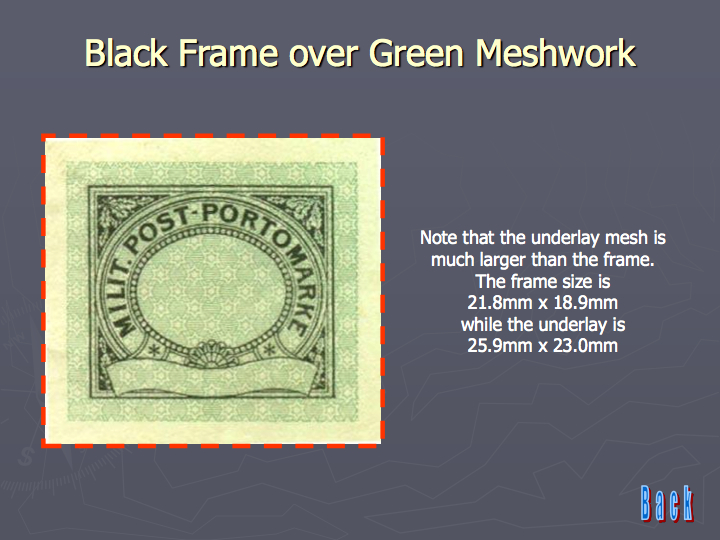 Black Frame over Green Meshwork
MILIT. POST-PORTOMARKE
Note that the underlay mesh is
much larger than the frame.
The frame size is
21.8mm x 18.9mm
while the underlay is
25.9mm x 23.0mm
S
Back